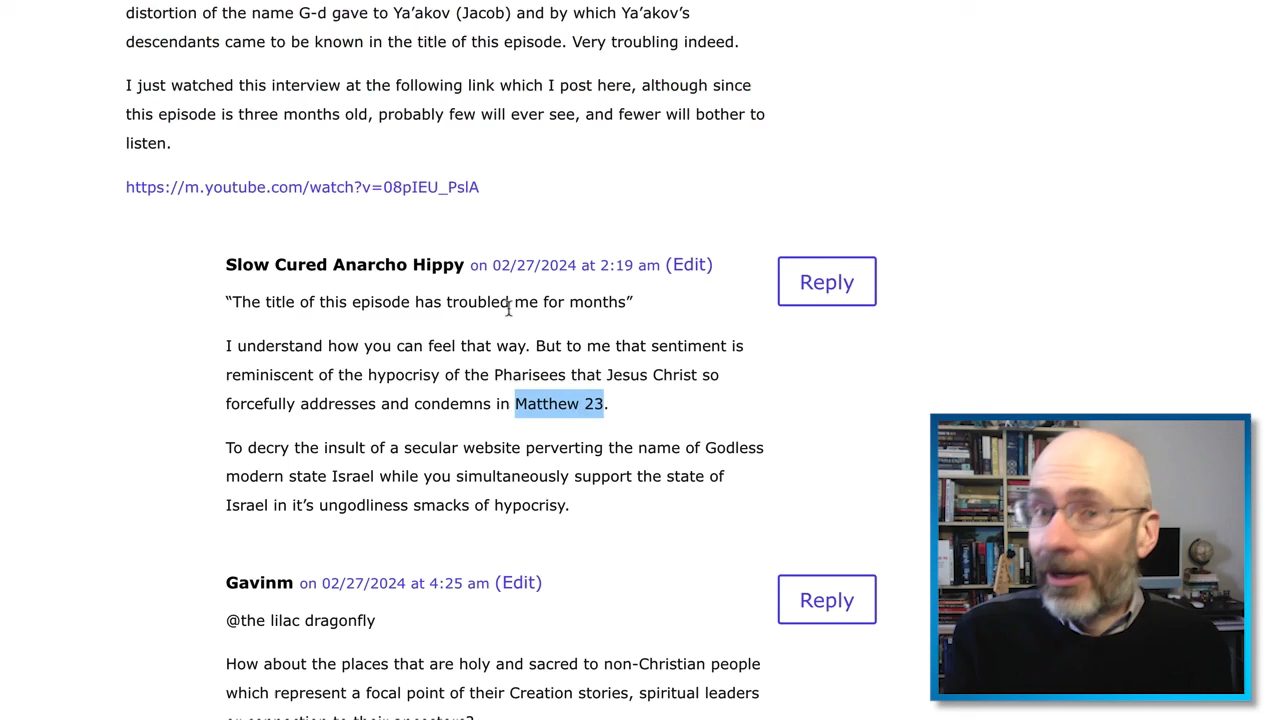 distortion of the name G-d gave to Ya’akov (Jacob) and by which Ya’akov’s
descendants came to be known in the title of this episode. Very troubling indeed.
I just watched this interview at the following link which I post here, although since
this episode is three months old, probably few will ever see, and fewer will bother to
listen.
https://m.youtube.com/watch?v=08pIEU_PslA
Slow Cured Anarcho Hippy on 02/27/2024 at 2:19 am (Edit)
Reply
“The title of this episode has troubled me for months”
I understand how you can feel that way. But to me that sentiment is
reminiscent of the hypocrisy of the Pharisees that Jesus Christ so
forcefully addresses and condemns in Matthew 23.
To decry the insult of a secular website perverting the name of Godless
modern state Israel while you simultaneously support the state of
Israel in it’s ungodliness smacks of hypocrisy.
Gavinm on 02/27/2024 at 4:25 am (Edit)
Reply
@the lilac dragonfly
How about the places that are holy and sacred to non-Christian people
which represent a focal point of their Creation stories, spiritual leaders
or connection to their ancestors?